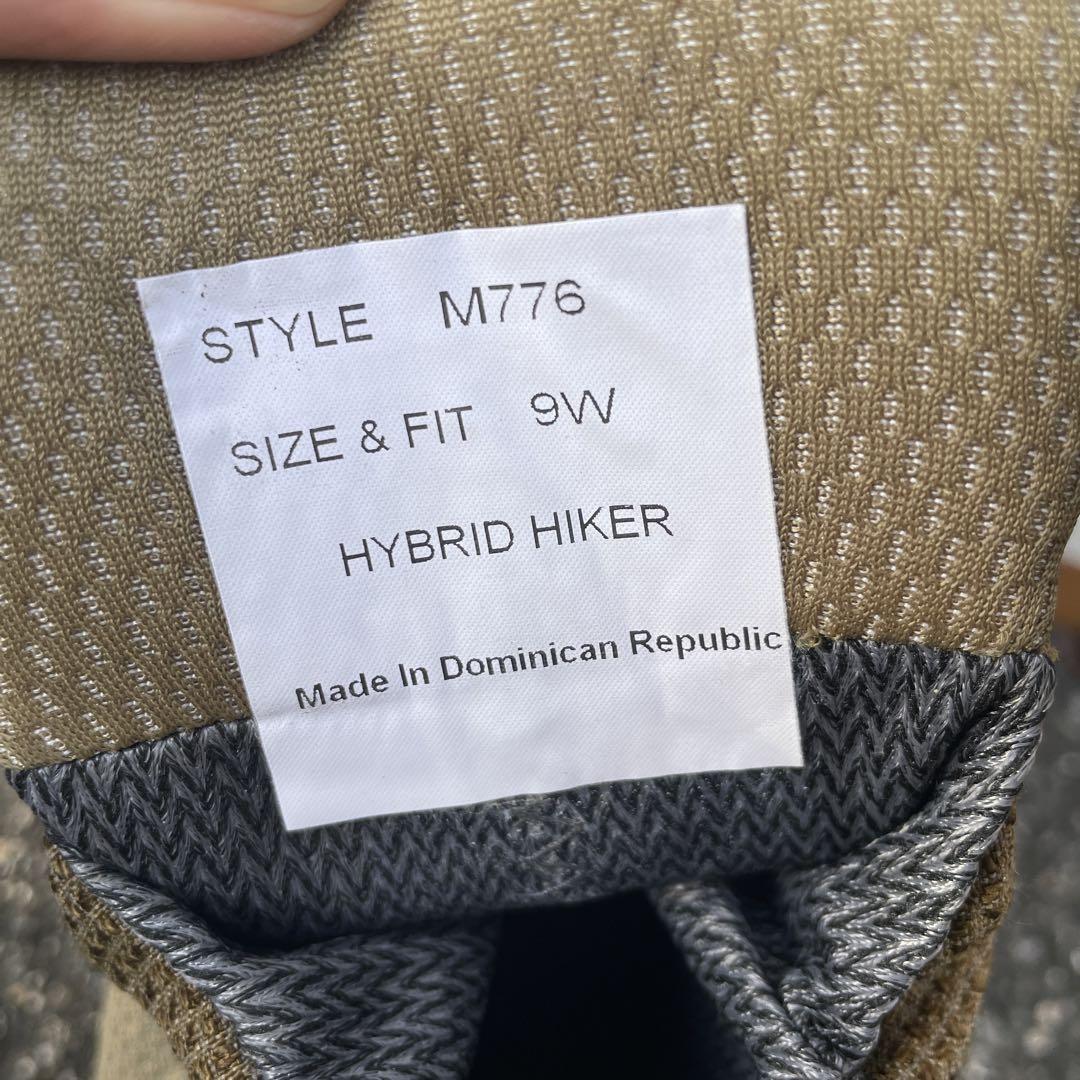 STYLE M776
SIZE & FIT 9W
HYBRID HIKER
Made In Dominican Republic